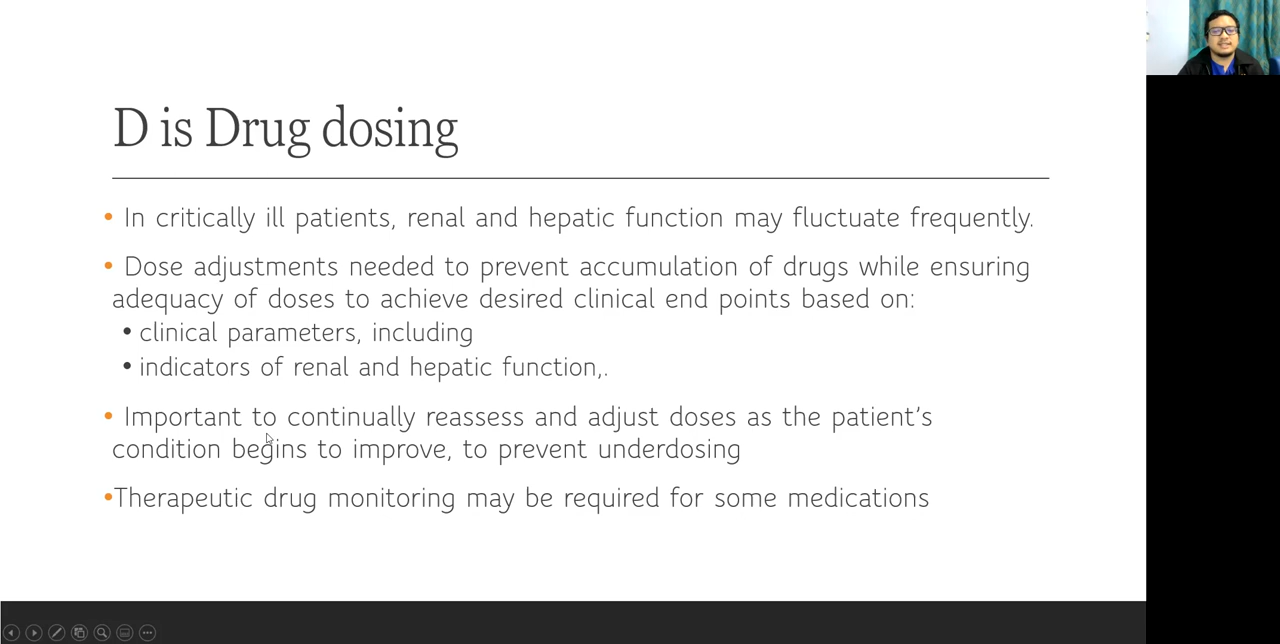 D is Drug dosing
• In critically ill patients, renal and hepatic function may fluctuate frequently.
• Dose adjustments needed to prevent accumulation of drugs while ensuring
adequacy of doses to achieve desired clinical end points based on:
• clinical parameters, including
• indicators of renal and hepatic function,.
• Important to continually reassess and adjust doses as the patient’s
condition begins to improve, to prevent underdosing
•Therapeutic drug monitoring may be required for some medications